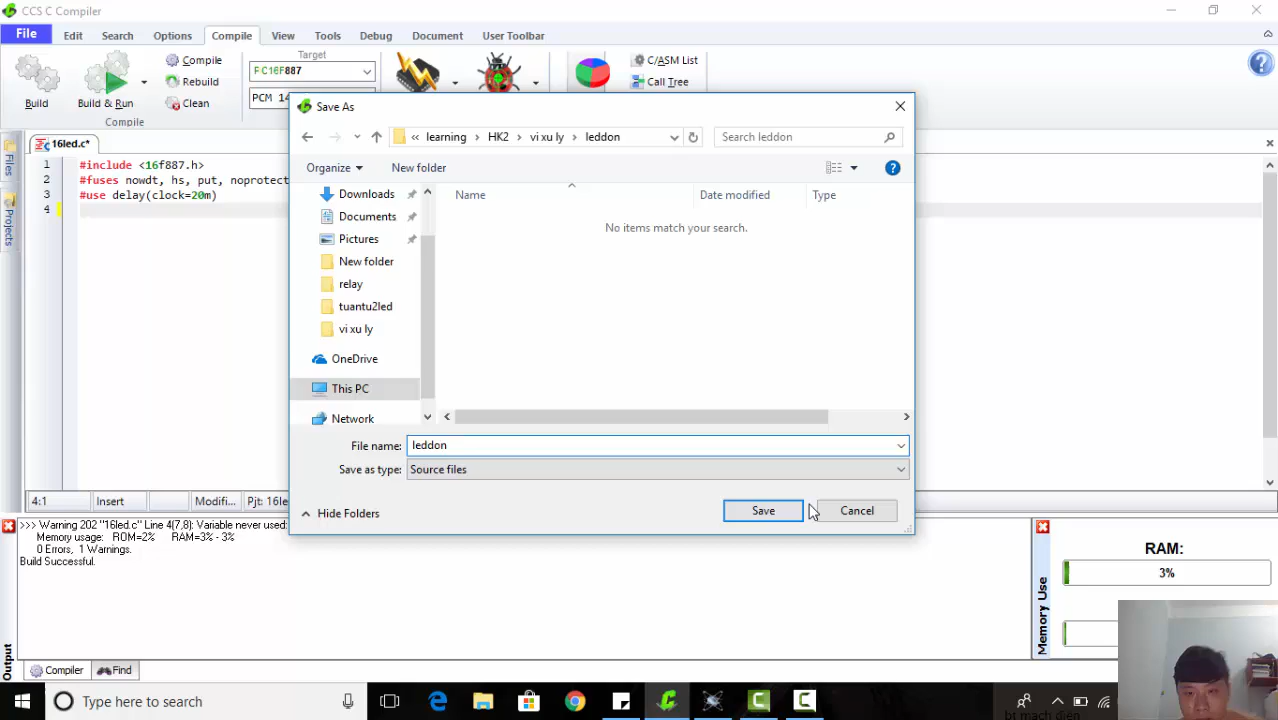 CCS C Compiler
File Edit Search Options Compile View Tools Debug Document User Toolbar
Build
Build & Run
Compile
Rebuild
Clean
Compile
Target
PIC16F887
PCM 14
C/ASM List
Call Tree
Files
Projects
16led.c*
1 #include <16f887.h>
2 #fuses nowdt, hs, put, noprotect
3 #use delay(clock=20m)
4
Save As
« learning › HK2 › vi xu ly › leddon
Search leddon
Organize
New folder
Downloads
Documents
Pictures
New folder
relay
tuantu2led
vi xu ly
OneDrive
This PC
Network
Name Date modified Type
No items match your search.
File name: leddon
Save as type: Source files
Hide Folders
Save
Cancel
4:1 Insert Modifi... Pjt: 16le
>>> Warning 202 "16led.c" Line 4(7,8): Variable never used:
Memory usage: ROM=2% RAM=3% - 3%
0 Errors, 1 Warnings.
Build Successful.
Output
Compiler
Find
Memory Use
RAM:
3%
Type here to search
bt mach dien